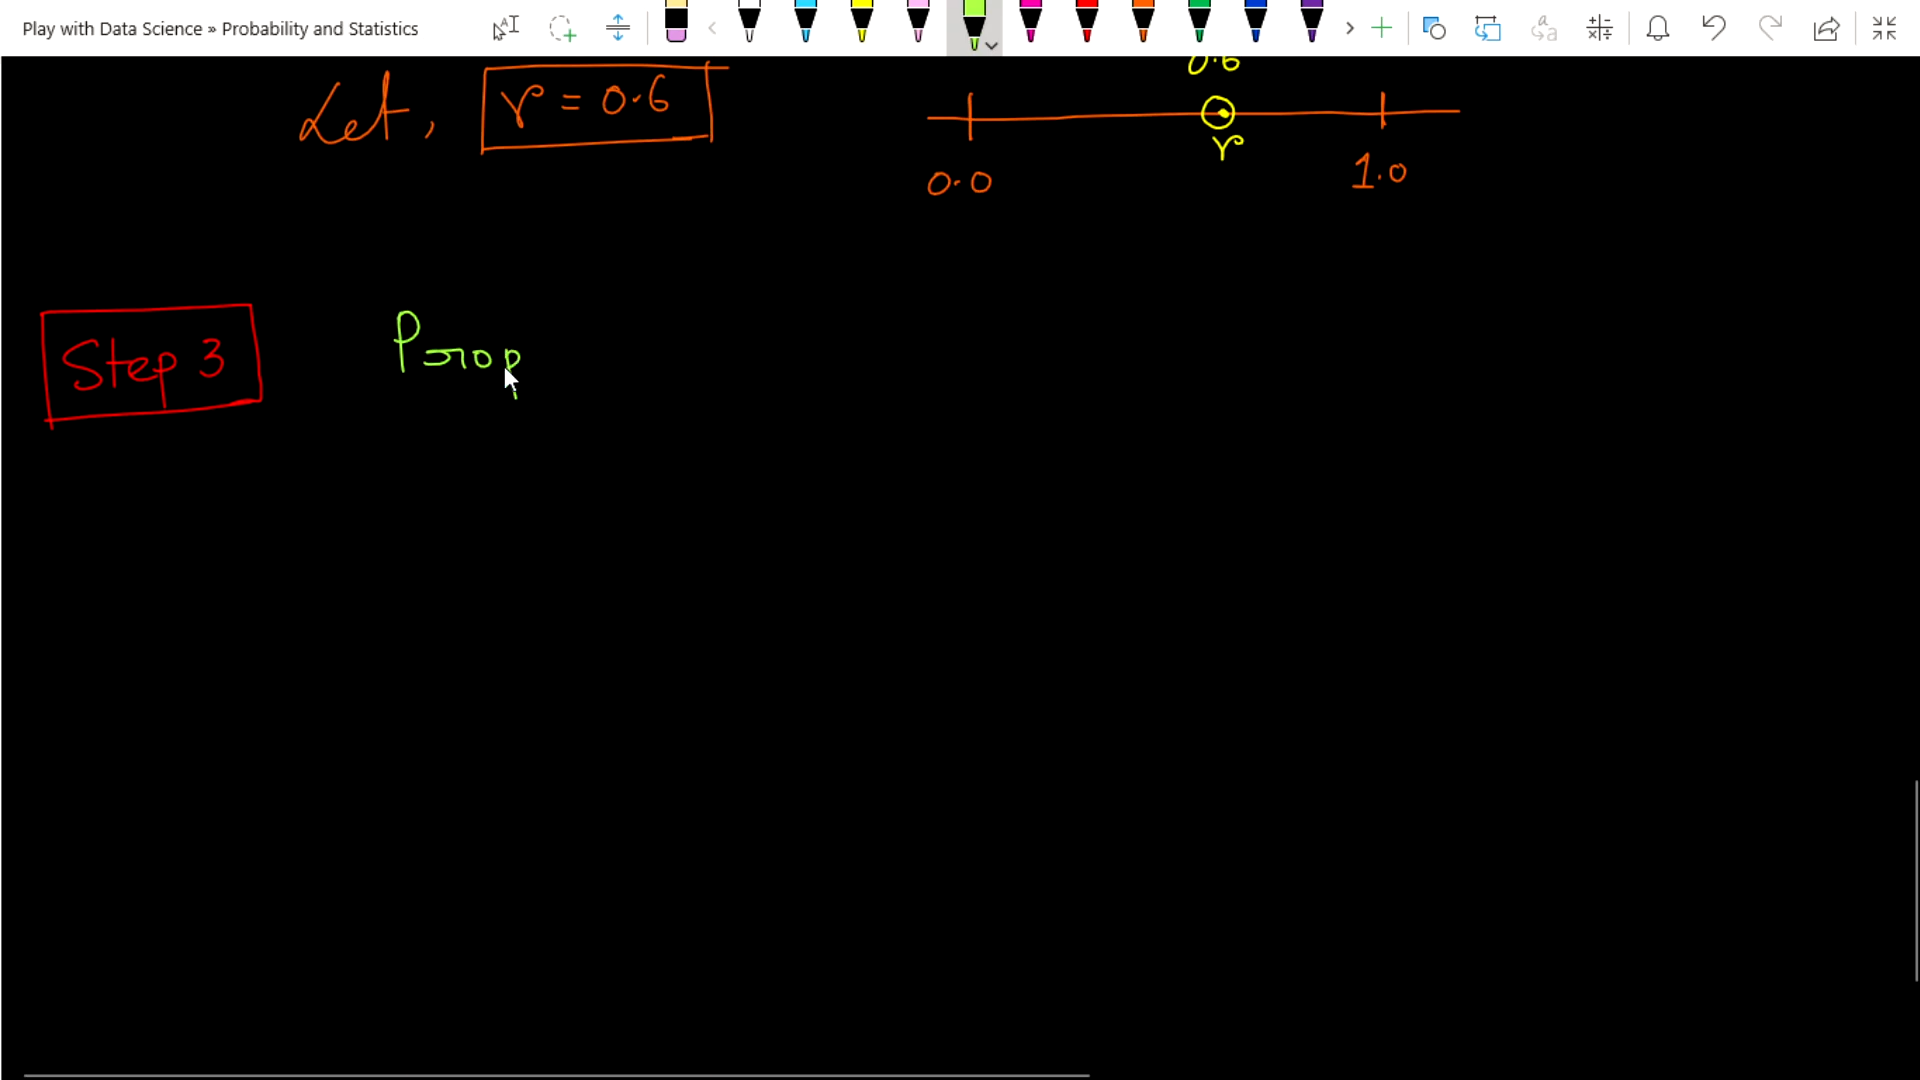 Play with Data Science » Probability and Statistics
Let, r = 0.6
0.6
r
0.0
1.0
Step 3
Prop